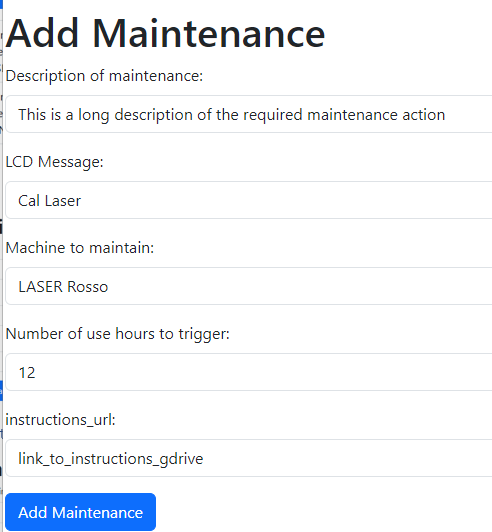 Add Maintenance
Description of maintenance:
This is a long description of the required maintenance action
LCD Message:
Cal Laser
Machine to maintain:
LASER Rosso
Number of use hours to trigger:
12
instructions_url:
link_to_instructions_gdrive
Add Maintenance